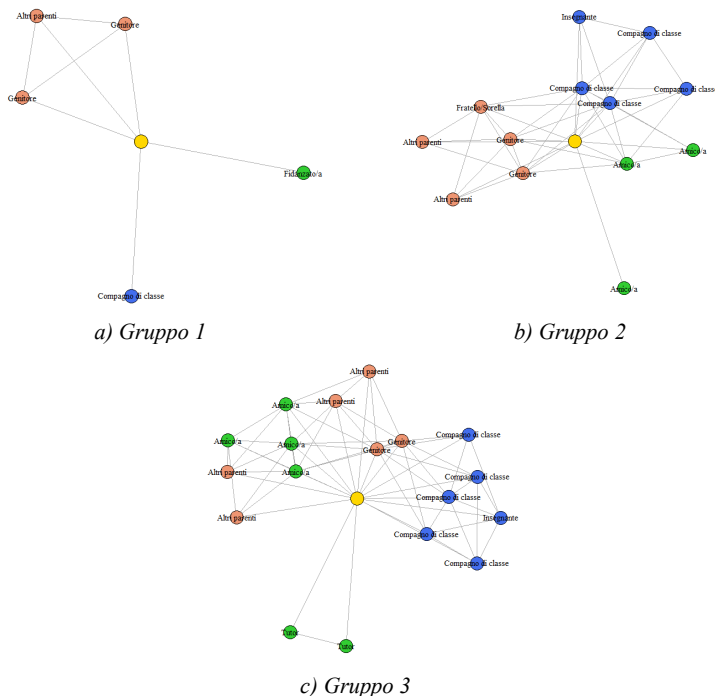 Altri parenti
Genitore
Genitore
Fidanzato/a
Compagno di classe
a) Gruppo 1
Insegnante
Compagno di classe
Compagno di classe
Compagno di classe
Compagno di classe
Fratello/Sorella
Altri parenti
Genitore
Amico/a
Amico/a
Genitore
Altri parenti
Amico/a
b) Gruppo 2
Altri parenti
Amico/a
Altri parenti
Compagno di classe
Amico/a
Amico/a
Genitore
Genitore
Altri parenti
Amico/a
Compagno di classe
Compagno di classe
Altri parenti
Insegnante
Compagno di classe
Compagno di classe
Tutor
Tutor
c) Gruppo 3